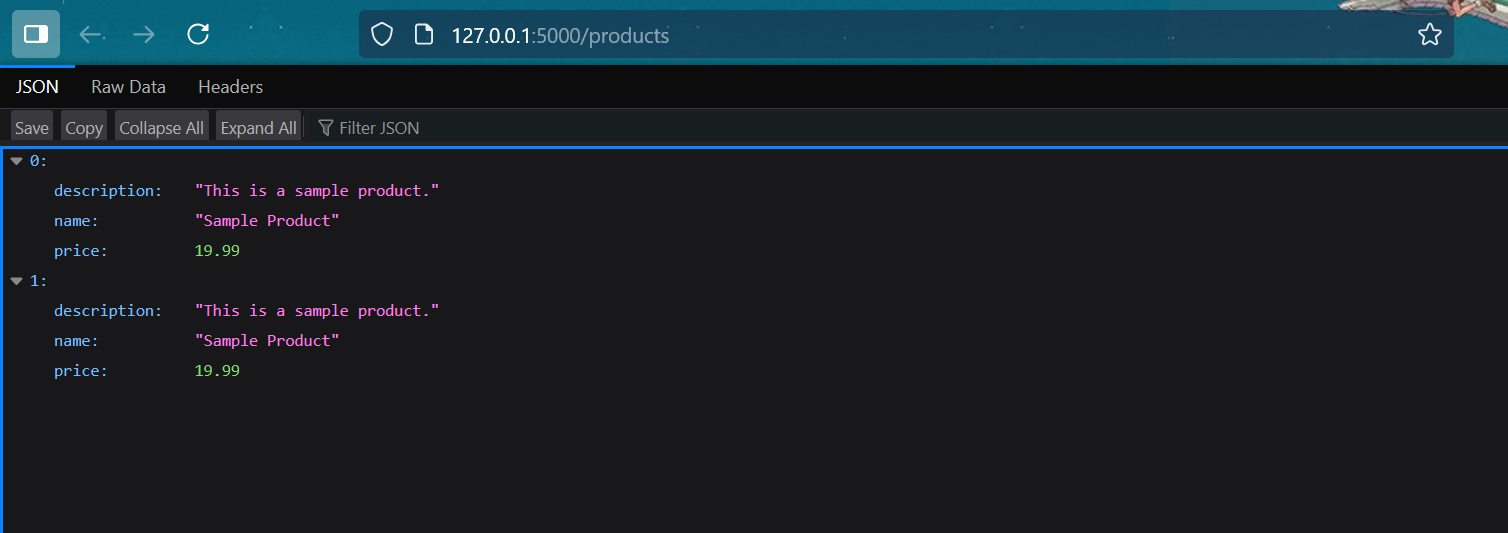 127.0.0.1:5000/products
JSON Raw Data Headers
Save Copy Collapse All Expand All Filter JSON
0:
description: "This is a sample product."
name: "Sample Product"
price: 19.99
1:
description: "This is a sample product."
name: "Sample Product"
price: 19.99